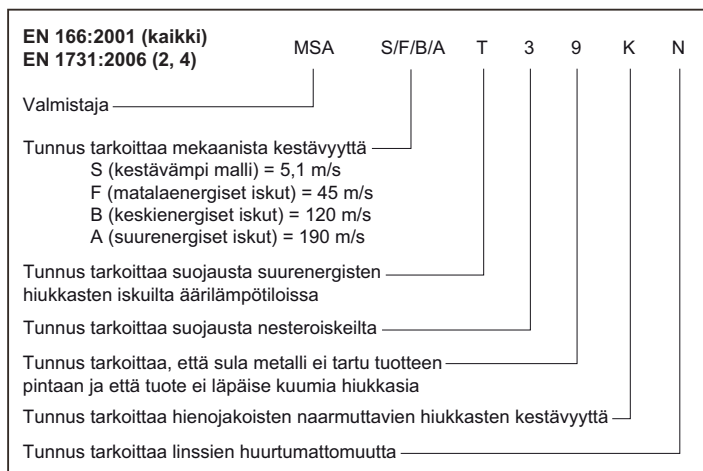 EN 166:2001 (kaikki)
EN 1731:2006 (2, 4)
MSA S/F/B/A T 3 9 K N
Valmistaja
Tunnus tarkoittaa mekaanista kestävyyttä
S (kestävämpi malli) = 5,1 m/s
F (matalaenergiset iskut) = 45 m/s
B (keskienergiset iskut) = 120 m/s
A (suurenergiset iskut) = 190 m/s
Tunnus tarkoittaa suojausta suurenergisten
hiukkasten iskuilta äärilämpötiloissa
Tunnus tarkoittaa suojausta nesteroiskeilta
Tunnus tarkoittaa, että sula metalli ei tartu tuotteen
pintaan ja että tuote ei läpäise kuumia hiukkasia
Tunnus tarkoittaa hienojakoisten naarmuttavien hiukkasten kestävyyttä
Tunnus tarkoittaa linssien huurtumattomuutta